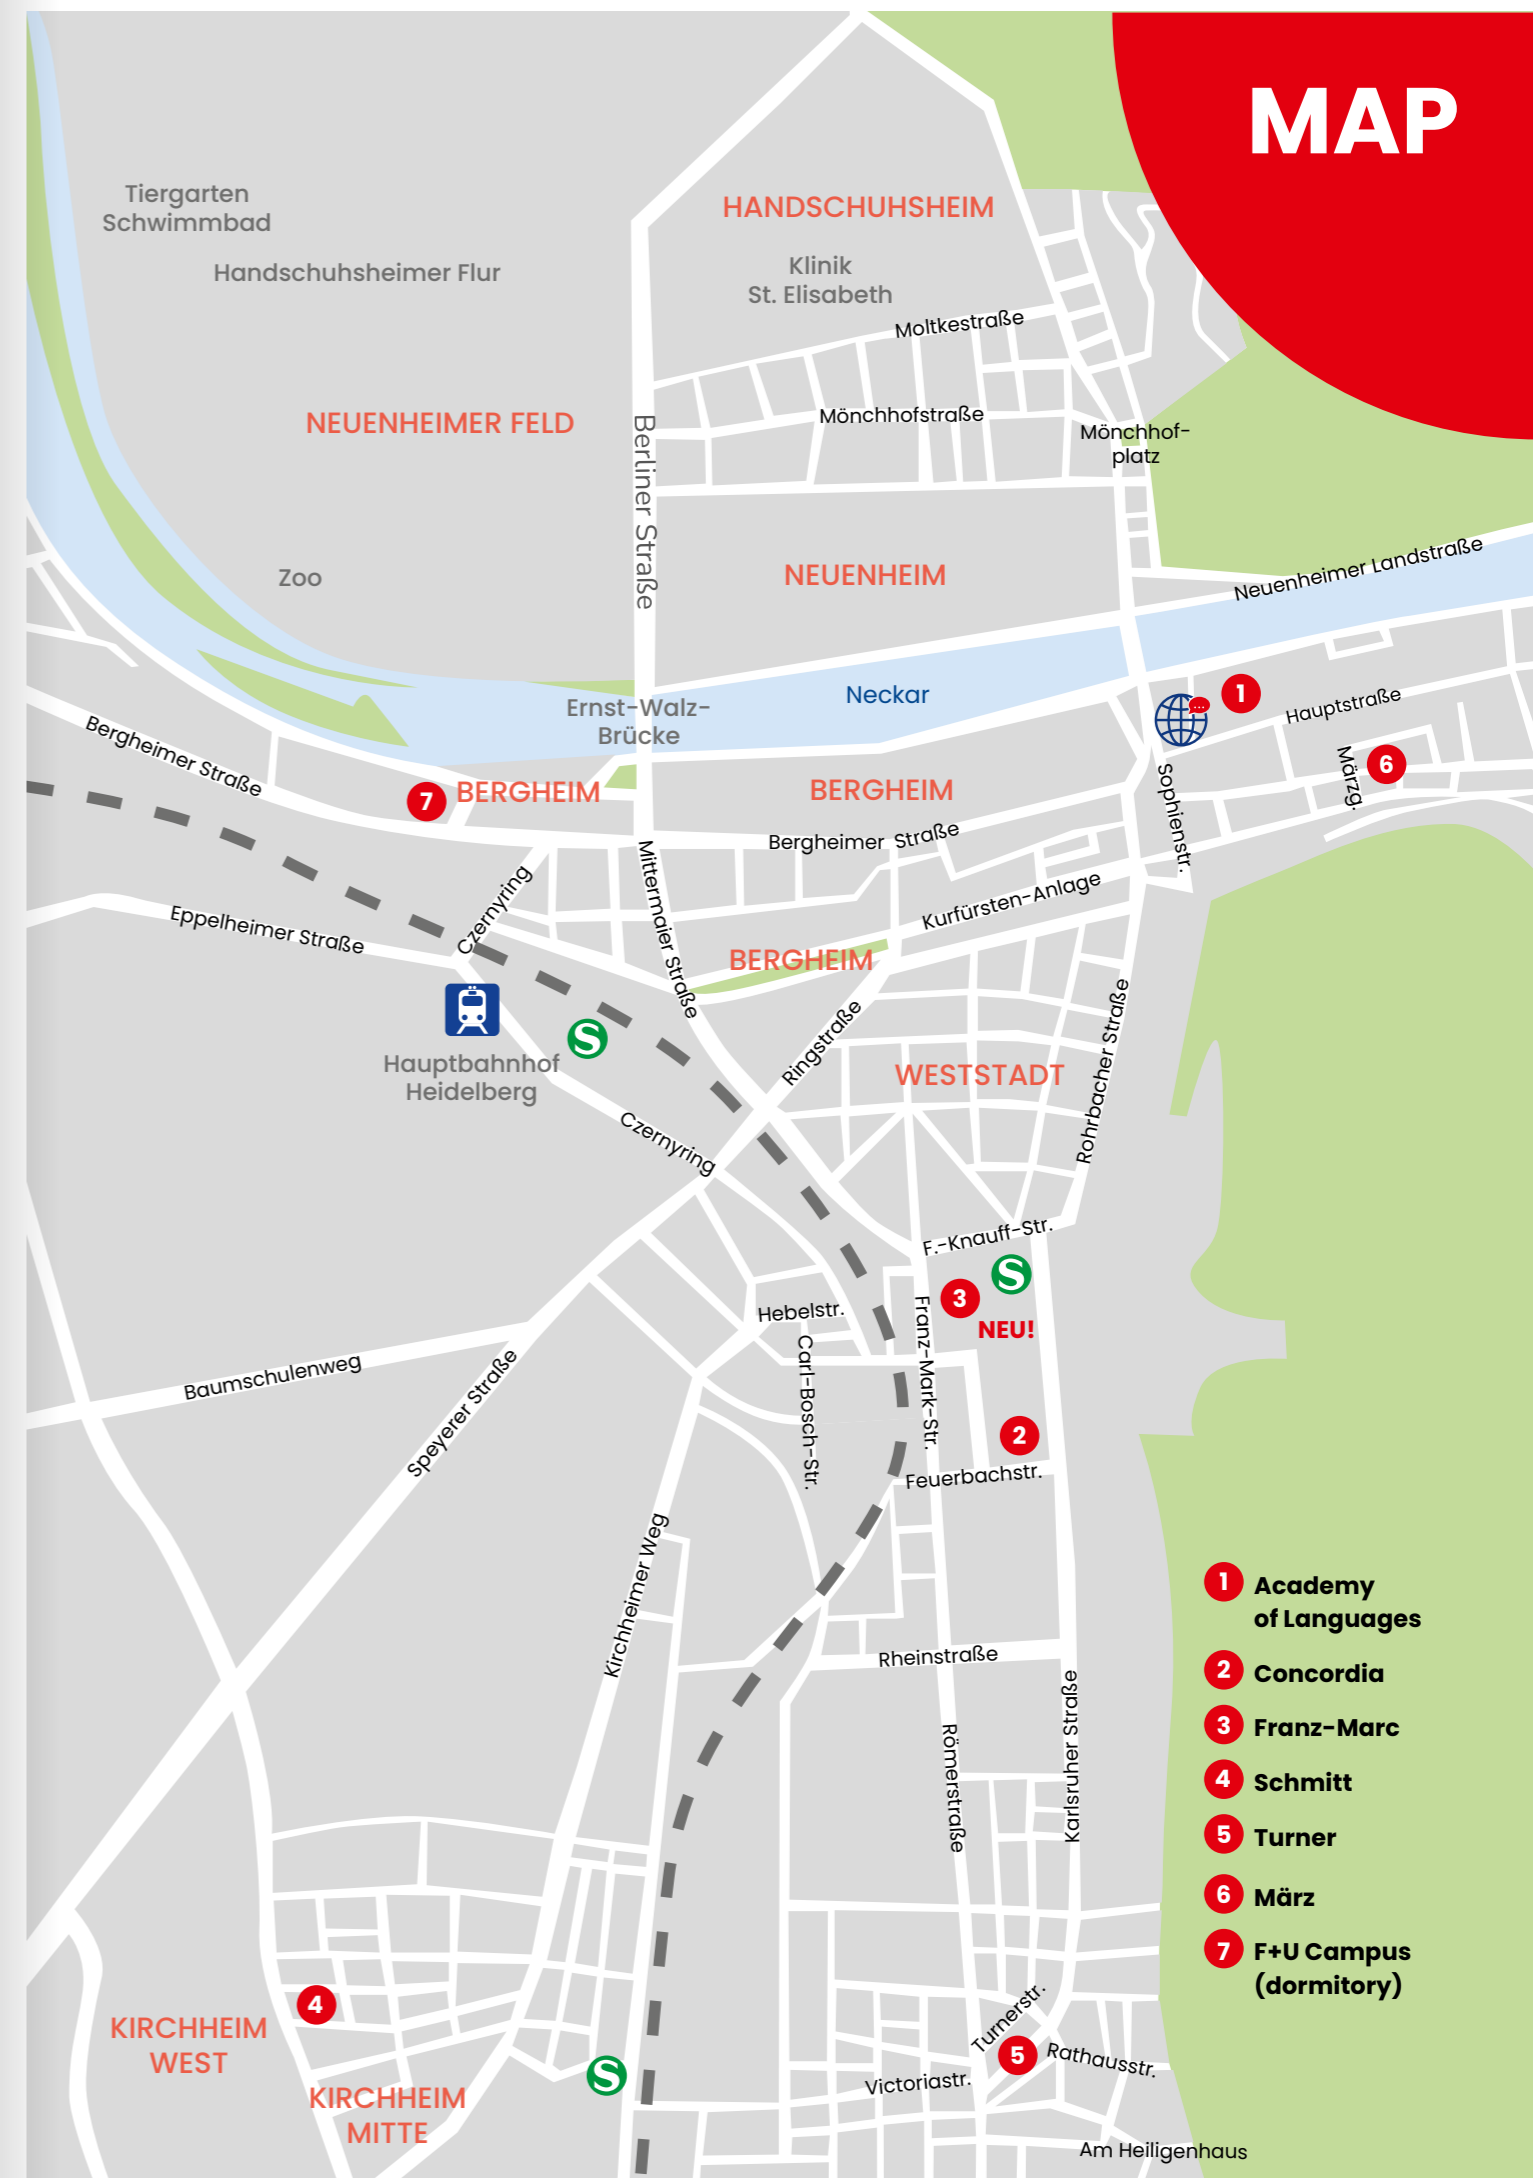 MAP
Tiergarten
Schwimmbad
Handschuhsheimer Flur
HANDSCHUHSHEIM
Klinik
St. Elisabeth
Moltkestraße
NEUENHEIMER FELD
Berliner Straße
Mönchhofstraße
Mönchhof-
platz
Zoo
NEUENHEIM
Neuenheimer Landstraße
Neckar
Ernst-Walz-
Brücke
1
Hauptstraße
Bergheimer Straße
7
BERGHEIM
BERGHEIM
Sophienstr.
Märzg.
6
Bergheimer Straße
Mittermaier Straße
Czernyring
Kurfürsten-Anlage
Eppelheimer Straße
BERGHEIM
S
Hauptbahnhof
Heidelberg
Ringstraße
WESTSTADT
Rohrbacher Straße
Czernyring
F.-Knauff-Str.
S
3
NEU!
Hebelstr.
Carl-Bosch-Str.
Franz-Mark-Str.
Baumschulenweg
Speyerer Straße
2
Feuerbachstr.
Kirchheimer Weg
Rheinstraße
Römerstraße
Karlsruher Straße
1 Academy
of Languages
2 Concordia
3 Franz-Marc
4 Schmitt
5 Turner
6 März
7 F+U Campus
(dormitory)
4
KIRCHHEIM
WEST
KIRCHHEIM
MITTE
S
Turnerstr.
5
Rathausstr.
Victoriastr.
Am Heiligenhaus